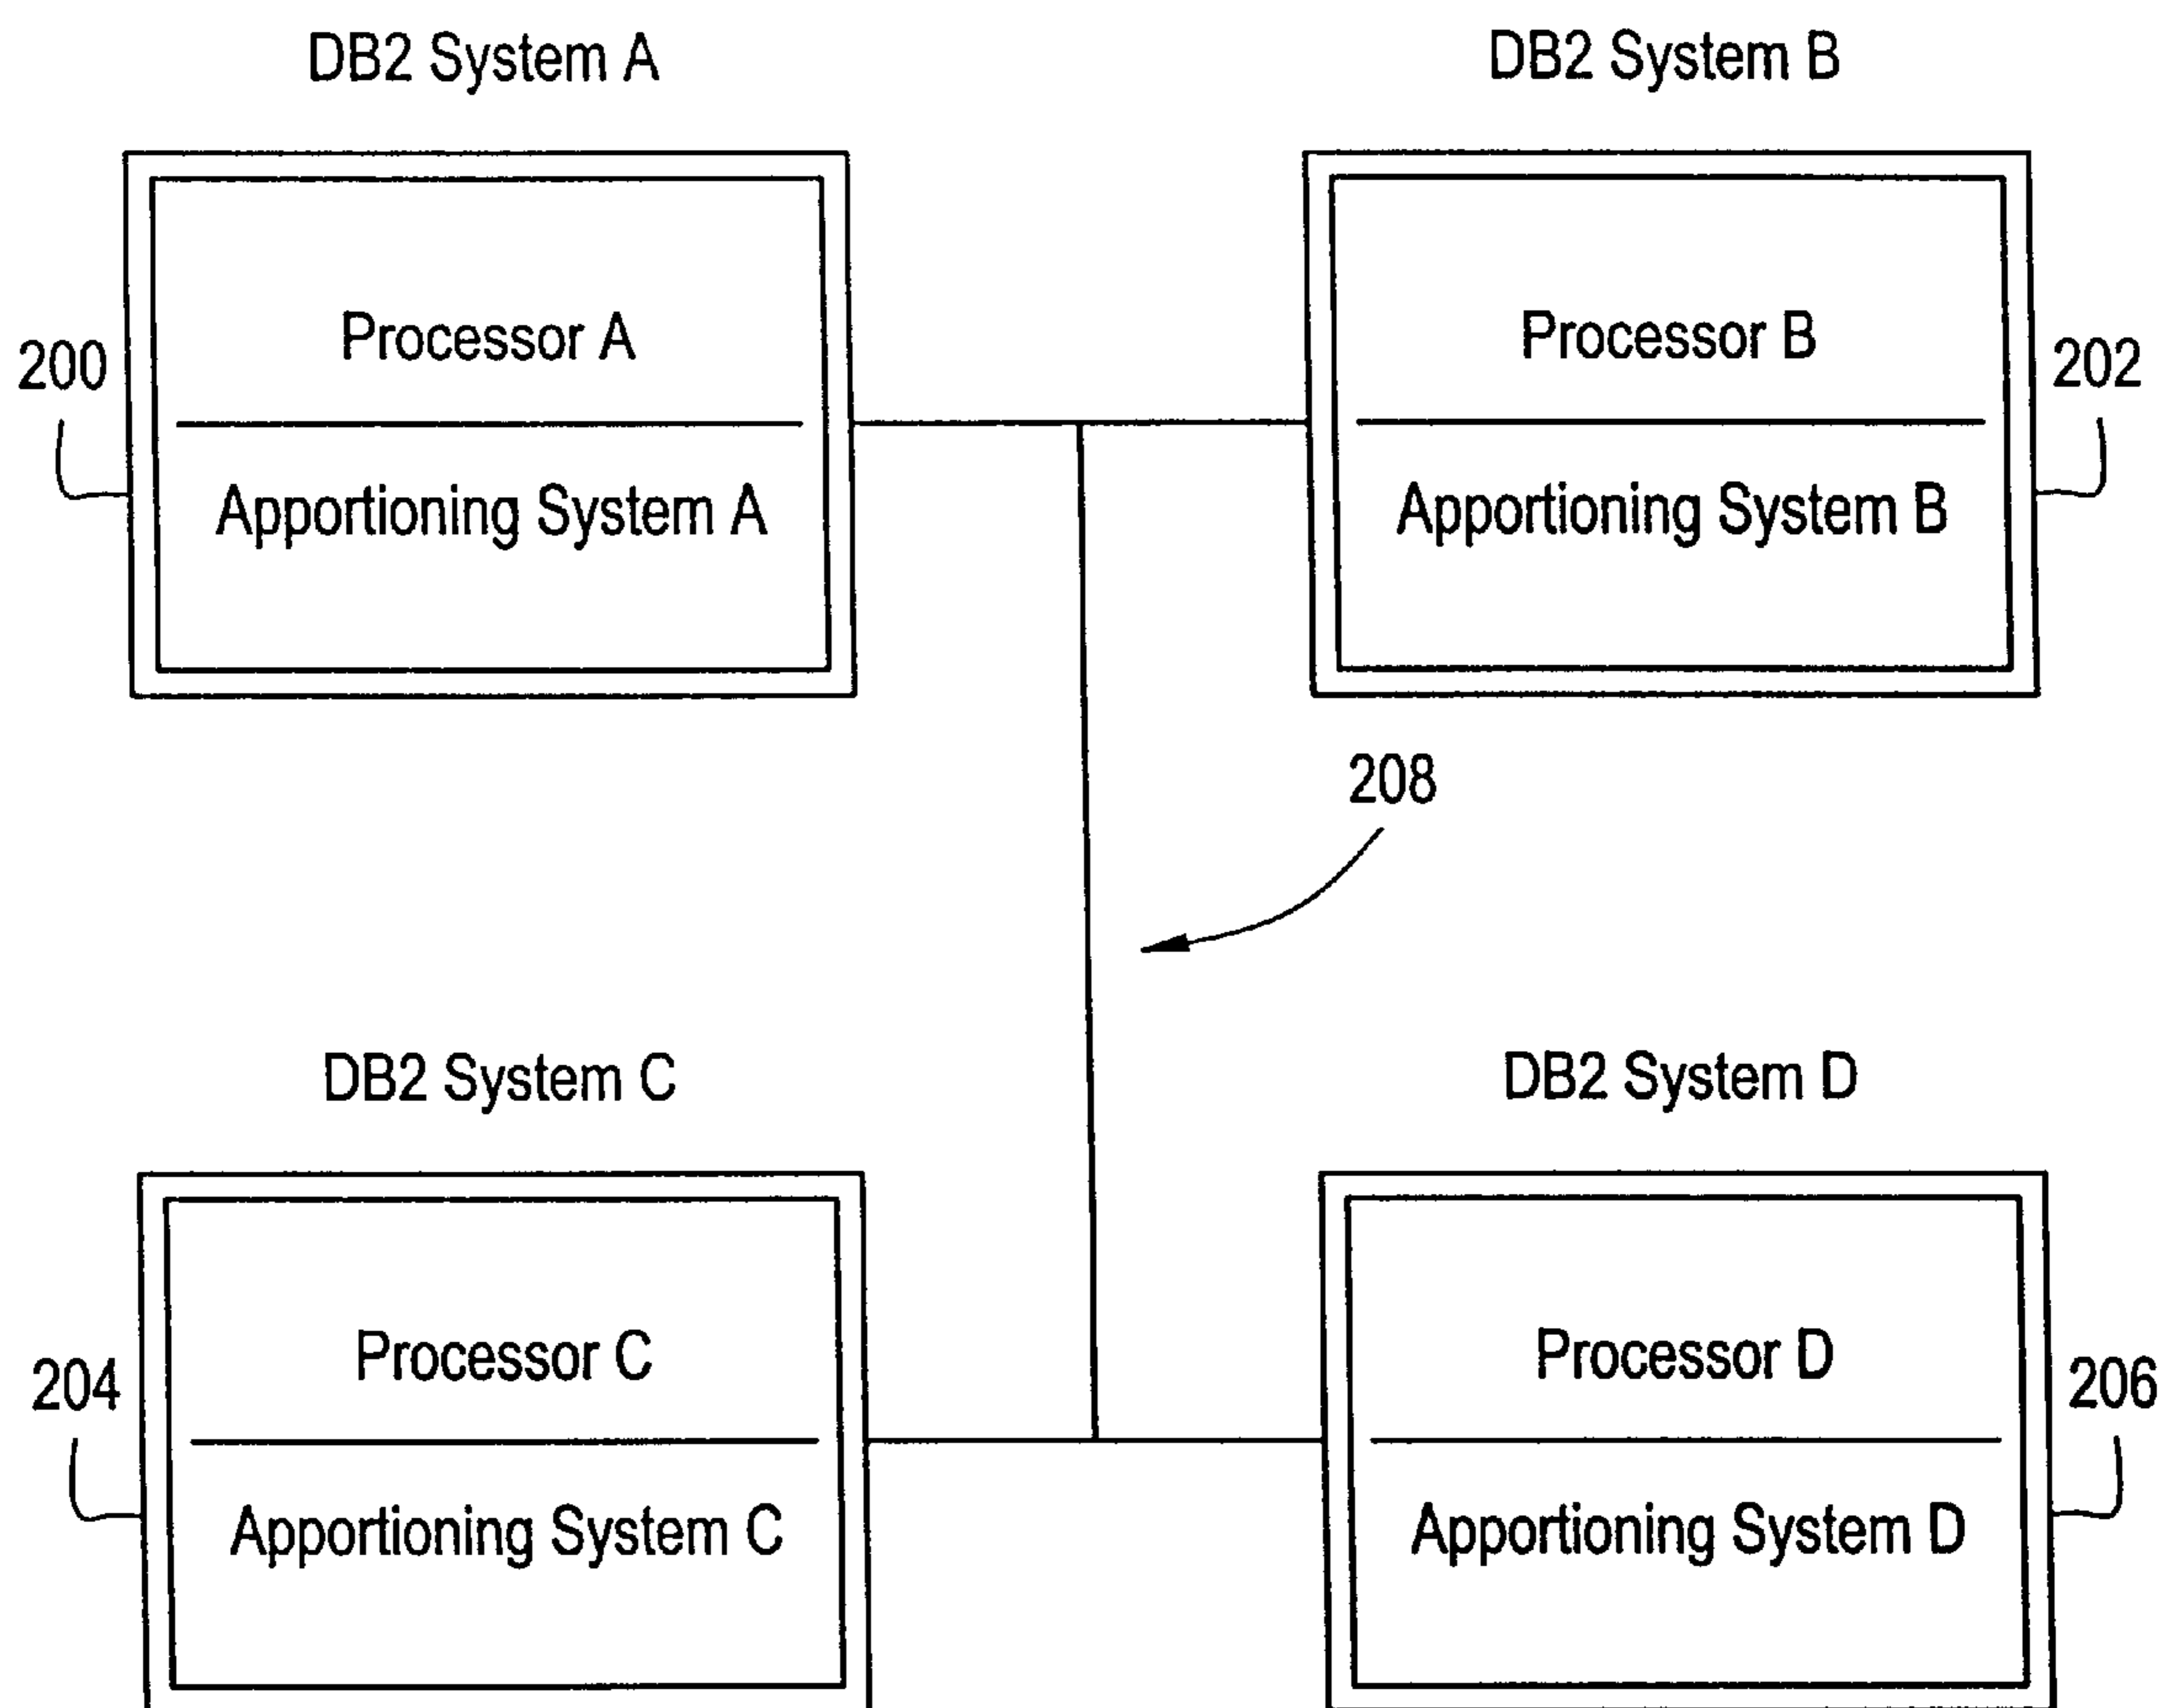 DB2 System A
DB2 System B
Processor A
Processor B
200
202
Apportioning System A
Apportioning System B
208
DB2 System C
DB2 System D
Processor C
Processor D
204
206
Apportioning System C
Apportioning System D